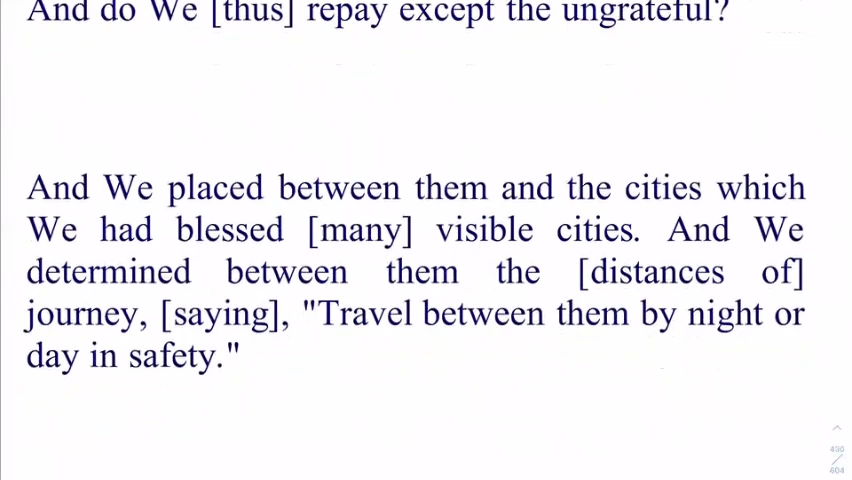 And do We [thus] repay except the ungrateful?
And We placed between them and the cities which
We had blessed [many] visible cities. And We
determined between them the [distances of]
journey, [saying], "Travel between them by night or
day in safety."
430
/
604